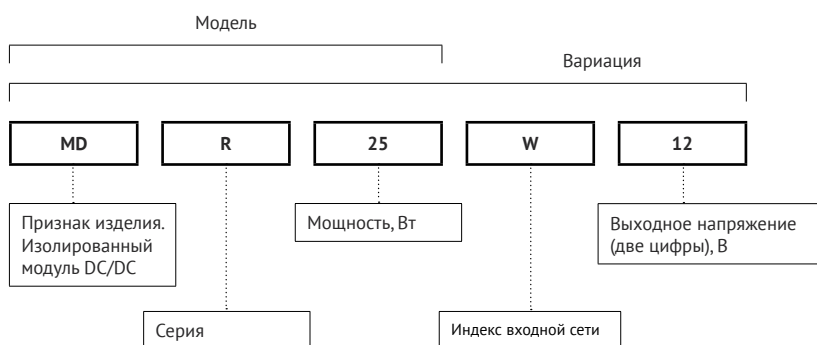 Модель
Вариация
MD
R
25
W
12
Признак изделия.
Изолированный
модуль DC/DC
Мощность, Вт
Выходное напряжение
(две цифры), В
Серия
Индекс входной сети